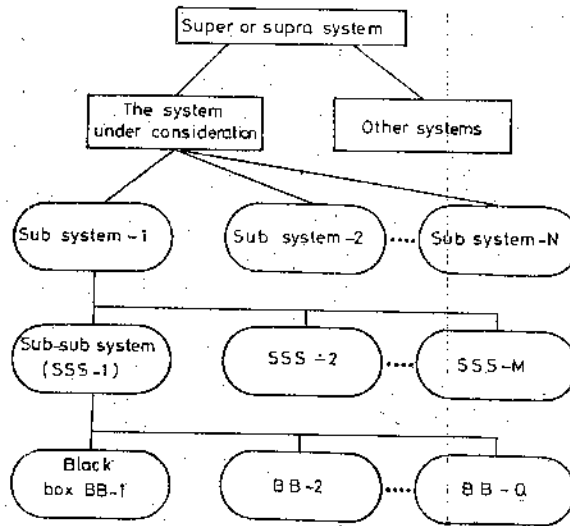 Super or supra system
The system
under consideration
Other systems
Sub system-1
Sub system-2
Sub system-N
Sub-sub system
(SSS-1)
SSS-2
SSS-M
Black
box BB-1
BB-2
BB-Q